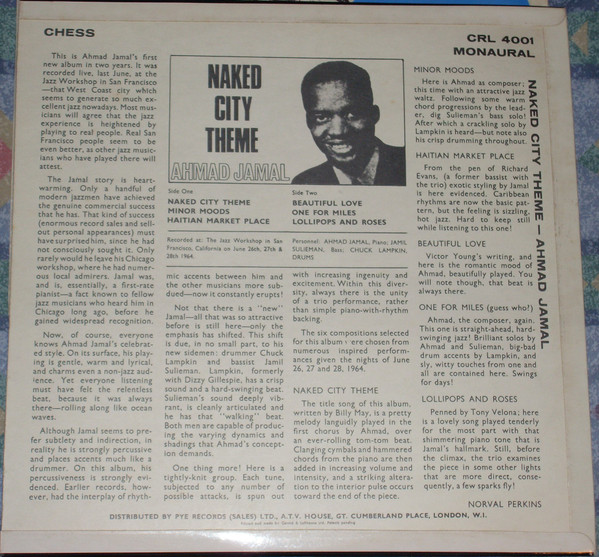 CHESS
CRL 4001
MONAURAL
This is Ahmad Jamal's first
new album in two years. It was
recorded live, last June, at the
Jazz Workshop in San Francisco
—that West Coast city which
seems to generate so much ex-
cellent jazz nowadays. Most mus-
icians will agree that the jazz
experience is heightened by
playing to real people. Real San
Francisco people seem to be
even better, as other jazz music-
ians who have played there will
attest.
The Jamal story is heart-
warming. Only a handful of
modern jazzmen have achieved
the genuine commercial success
that he has. That kind of success
(enormous record sales and sell-
out personal appearances) must
have surprised him, since he had
not consciously sought it. Only
rarely would he leave his Chicago
workshop, where he had numer-
ous local admirers. Jamal was,
and is, essentially, a first-rate
pianist—a fact known to fellow
jazz musicians who heard him in
Chicago long ago, before he
gained widespread recognition.
Now, of course, everyone
knows Ahmad Jamal's celebrat-
ed style. On its surface, his play-
ing is gentle, warm and lyrical,
and charms even a non-jazz aud-
ience. Yet everyone listening
must have felt the relentless
beat, because it was always
there—rolling along like ocean
waves.
Although Jamal seems to pre-
fer subtlety and indirection, in
reality he is strongly percussive
and places accents much like a
drummer. On this album, his
percussiveness is strongly evi-
denced. Earlier records, how-
ever, had the interplay of rhyth-
NAKED
CITY
THEME
AHMAD JAMAL
Side One
NAKED CITY THEME
MINOR MOODS
HAITIAN MARKET PLACE
Side Two
BEAUTIFUL LOVE
ONE FOR MILES
LOLLIPOPS AND ROSES
Recorded at: The Jazz Workshop in San
Francisco, California on June 26th, 27th &
28th 1964.
Personnel: AHMAD JAMAL, Piano; JAMIL
SULIEMAN, Bass; CHUCK LAMPKIN,
DRUMS
mic accents between him and
the other musicians more sub-
dued—now it constantly erupts!
Not that there is a "new"
Jamal—all that was so attractive
before is still here—only the
emphasis has shifted. This shift
is due, in no small part, to his
new sidemen: drummer Chuck
Lampkin and bassist Jamil
Sulieman. Lampkin, formerly
with Dizzy Gillespie, has a crisp
sound and a hard-swinging beat.
Sulieman's sound deeply vib-
rant, is cleanly articulated and
he has that "walking" beat.
Both men are capable of produc-
ing the varying dynamics and
shadings that Ahmad's concept-
ion demands.
One thing more! Here is a
tightly-knit group. Each tune,
subjected to any number of
possible attacks, is spun out
with increasing ingenuity and
excitement. Within this diver-
sity, always there is the unity
of a trio performance, rather
than simple piano-with-rhythm
backing.
The six compositions selected
for this album were chosen from
numerous inspired perform-
ances given the nights of June
26, 27 and 28, 1964.
NAKED CITY THEME
The title song of this album,
written by Billy May, is a pretty
melody languidly played in the
first chorus by Ahmad, over
an ever-rolling tom-tom beat.
Clanging cymbals and hammered
chords from the piano are then
added in increasing volume and
intensity, and a striking altera-
tion to the interior pulse occurs
toward the end of the piece.
MINOR MOODS
Here is Ahmad as composer;
this time with an attractive jazz
waltz. Following some warm
chord progressions by the lead-
er, dig Sulieman's bass solo!
After which a crackling solo by
Lampkin is heard—but note also
his crisp drumming throughout.
HAITIAN MARKET PLACE
From the pen of Richard
Evans, (a former bassist with
the trio) exotic styling by Jamal
is here evidenced. Caribbean
rhythms are now the basic pat-
tern, but the feeling is sizzling,
hot jazz. Hard to keep still
while listening to this one!
BEAUTIFUL LOVE
Victor Young's writing, and
here is the romantic mood of
Ahmad, beautifully played. You
will note though, that beat is
always there.
ONE FOR MILES (guess who?)
Ahmad, the composer, again.
This one is straight-ahead, hard-
swinging jazz! Brilliant solos by
Ahmad and Sulieman, big-bad
drum accents by Lampkin, and
sly, witty touches from one and
all are contained here. Swings
for days!
LOLLIPOPS AND ROSES
Penned by Tony Velona; here
is a lovely song played tenderly
for the most part with that
shimmering piano tone that is
Jamal's hallmark. Still, before
the climax, the trio examines
the piece in some other lights
that are more direct, conse-
quently, a few sparks fly!
NORVAL PERKINS
NAKED CITY THEME — AHMAD JAMAL
DISTRIBUTED BY PYE RECORDS (SALES) LTD., A.T.V. HOUSE, GT. CUMBERLAND PLACE, LONDON, W.I.